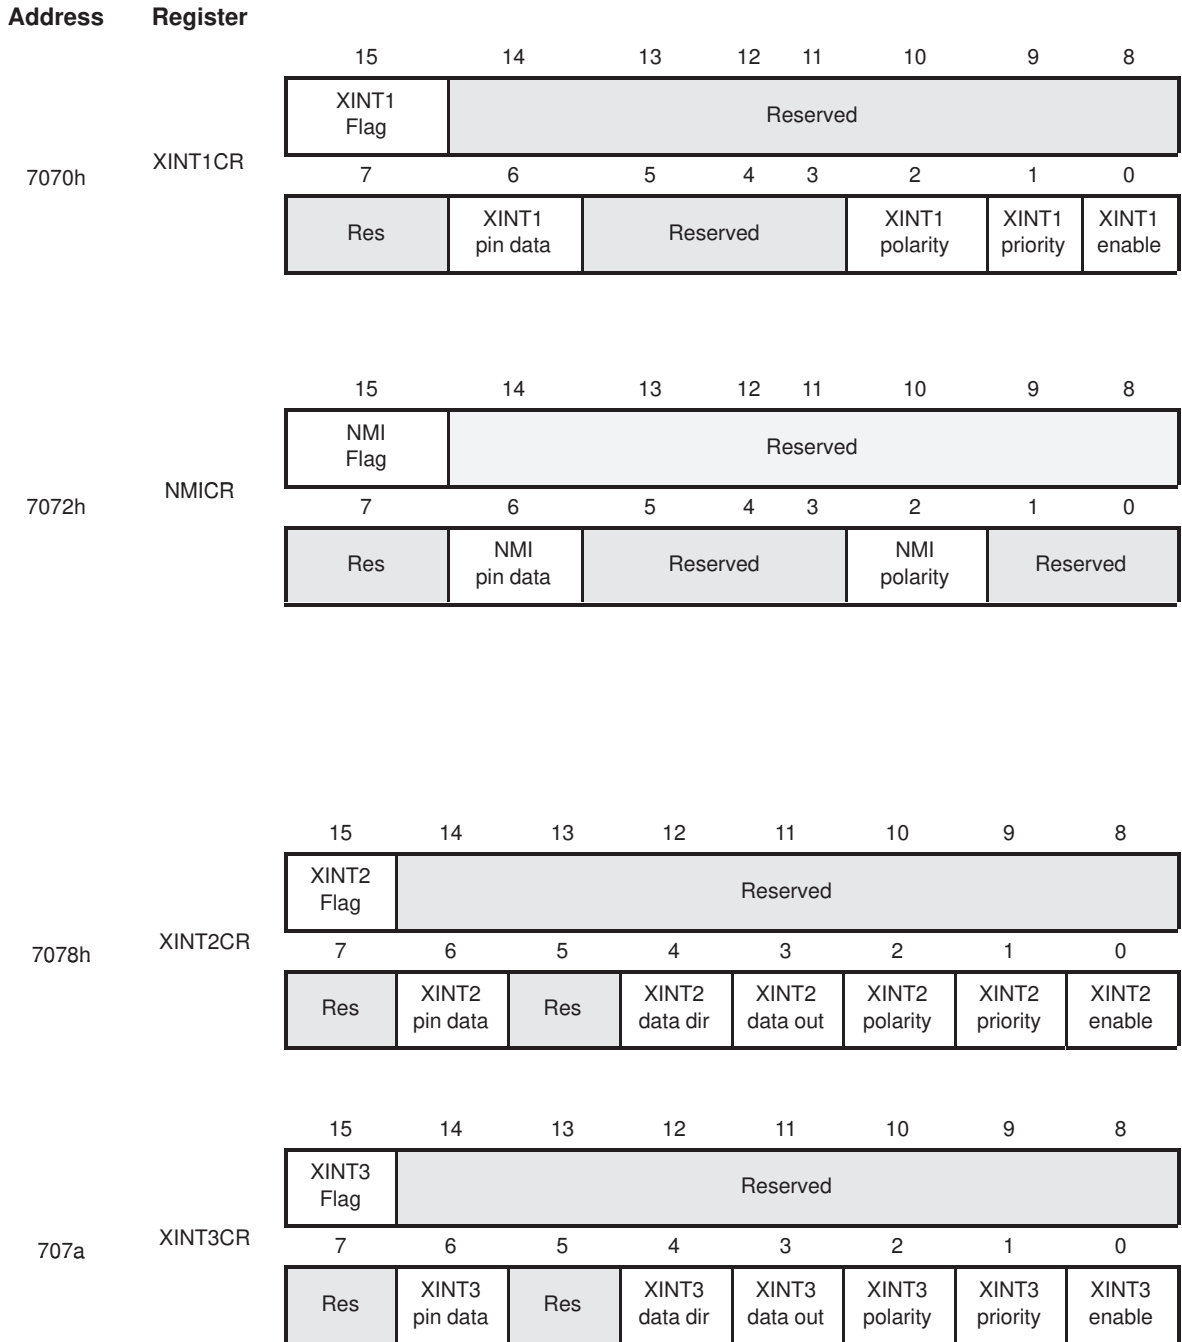 Address Register
15 14 13 12 11 10 9 8
XINT1
Flag
Reserved
7070h
XINT1CR
7 6 5 4 3 2 1 0
Res
XINT1
pin data
Reserved
XINT1
polarity
XINT1
priority
XINT1
enable
15 14 13 12 11 10 9 8
NMI
Flag
Reserved
7072h
NMICR
7 6 5 4 3 2 1 0
Res
NMI
pin data
Reserved
NMI
polarity
Reserved
15 14 13 12 11 10 9 8
XINT2
Flag
Reserved
7078h
XINT2CR
7 6 5 4 3 2 1 0
Res
XINT2
pin data
Res
XINT2
data dir
XINT2
data out
XINT2
polarity
XINT2
priority
XINT2
enable
15 14 13 12 11 10 9 8
XINT3
Flag
Reserved
707a
XINT3CR
7 6 5 4 3 2 1 0
Res
XINT3
pin data
Res
XINT3
data dir
XINT3
data out
XINT3
polarity
XINT3
priority
XINT3
enable